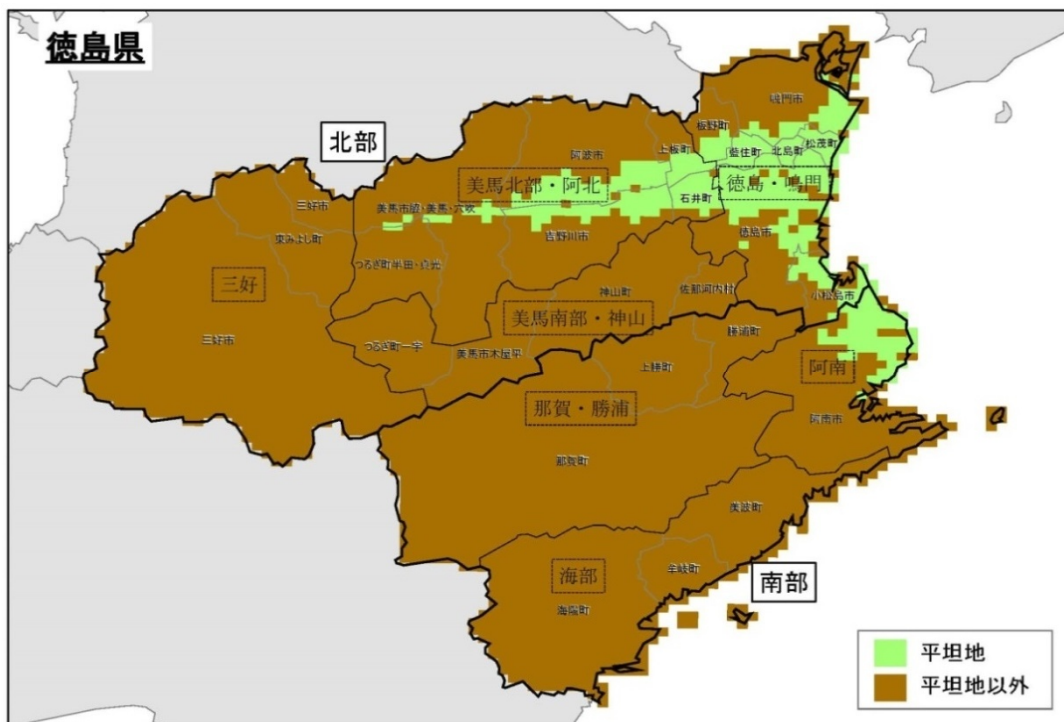 徳島県
北部
鳴門市
板野町
松茂町
藍住町
北島町
上板町
阿波市
徳島・鳴門
美馬北部・阿北
石井町
三好市
美馬市脇・美馬・穴吹
東みよし町
吉野川市
徳島市
つるぎ町半田・貞光
三好
神山町
佐那河内村
小松島市
美馬南部・神山
勝浦町
三好市
つるぎ町一宇
美馬市木屋平
上勝町
阿南
那賀・勝浦
阿南市
那賀町
美波町
海部
牟岐町
南部
海陽町
平坦地
平坦地以外